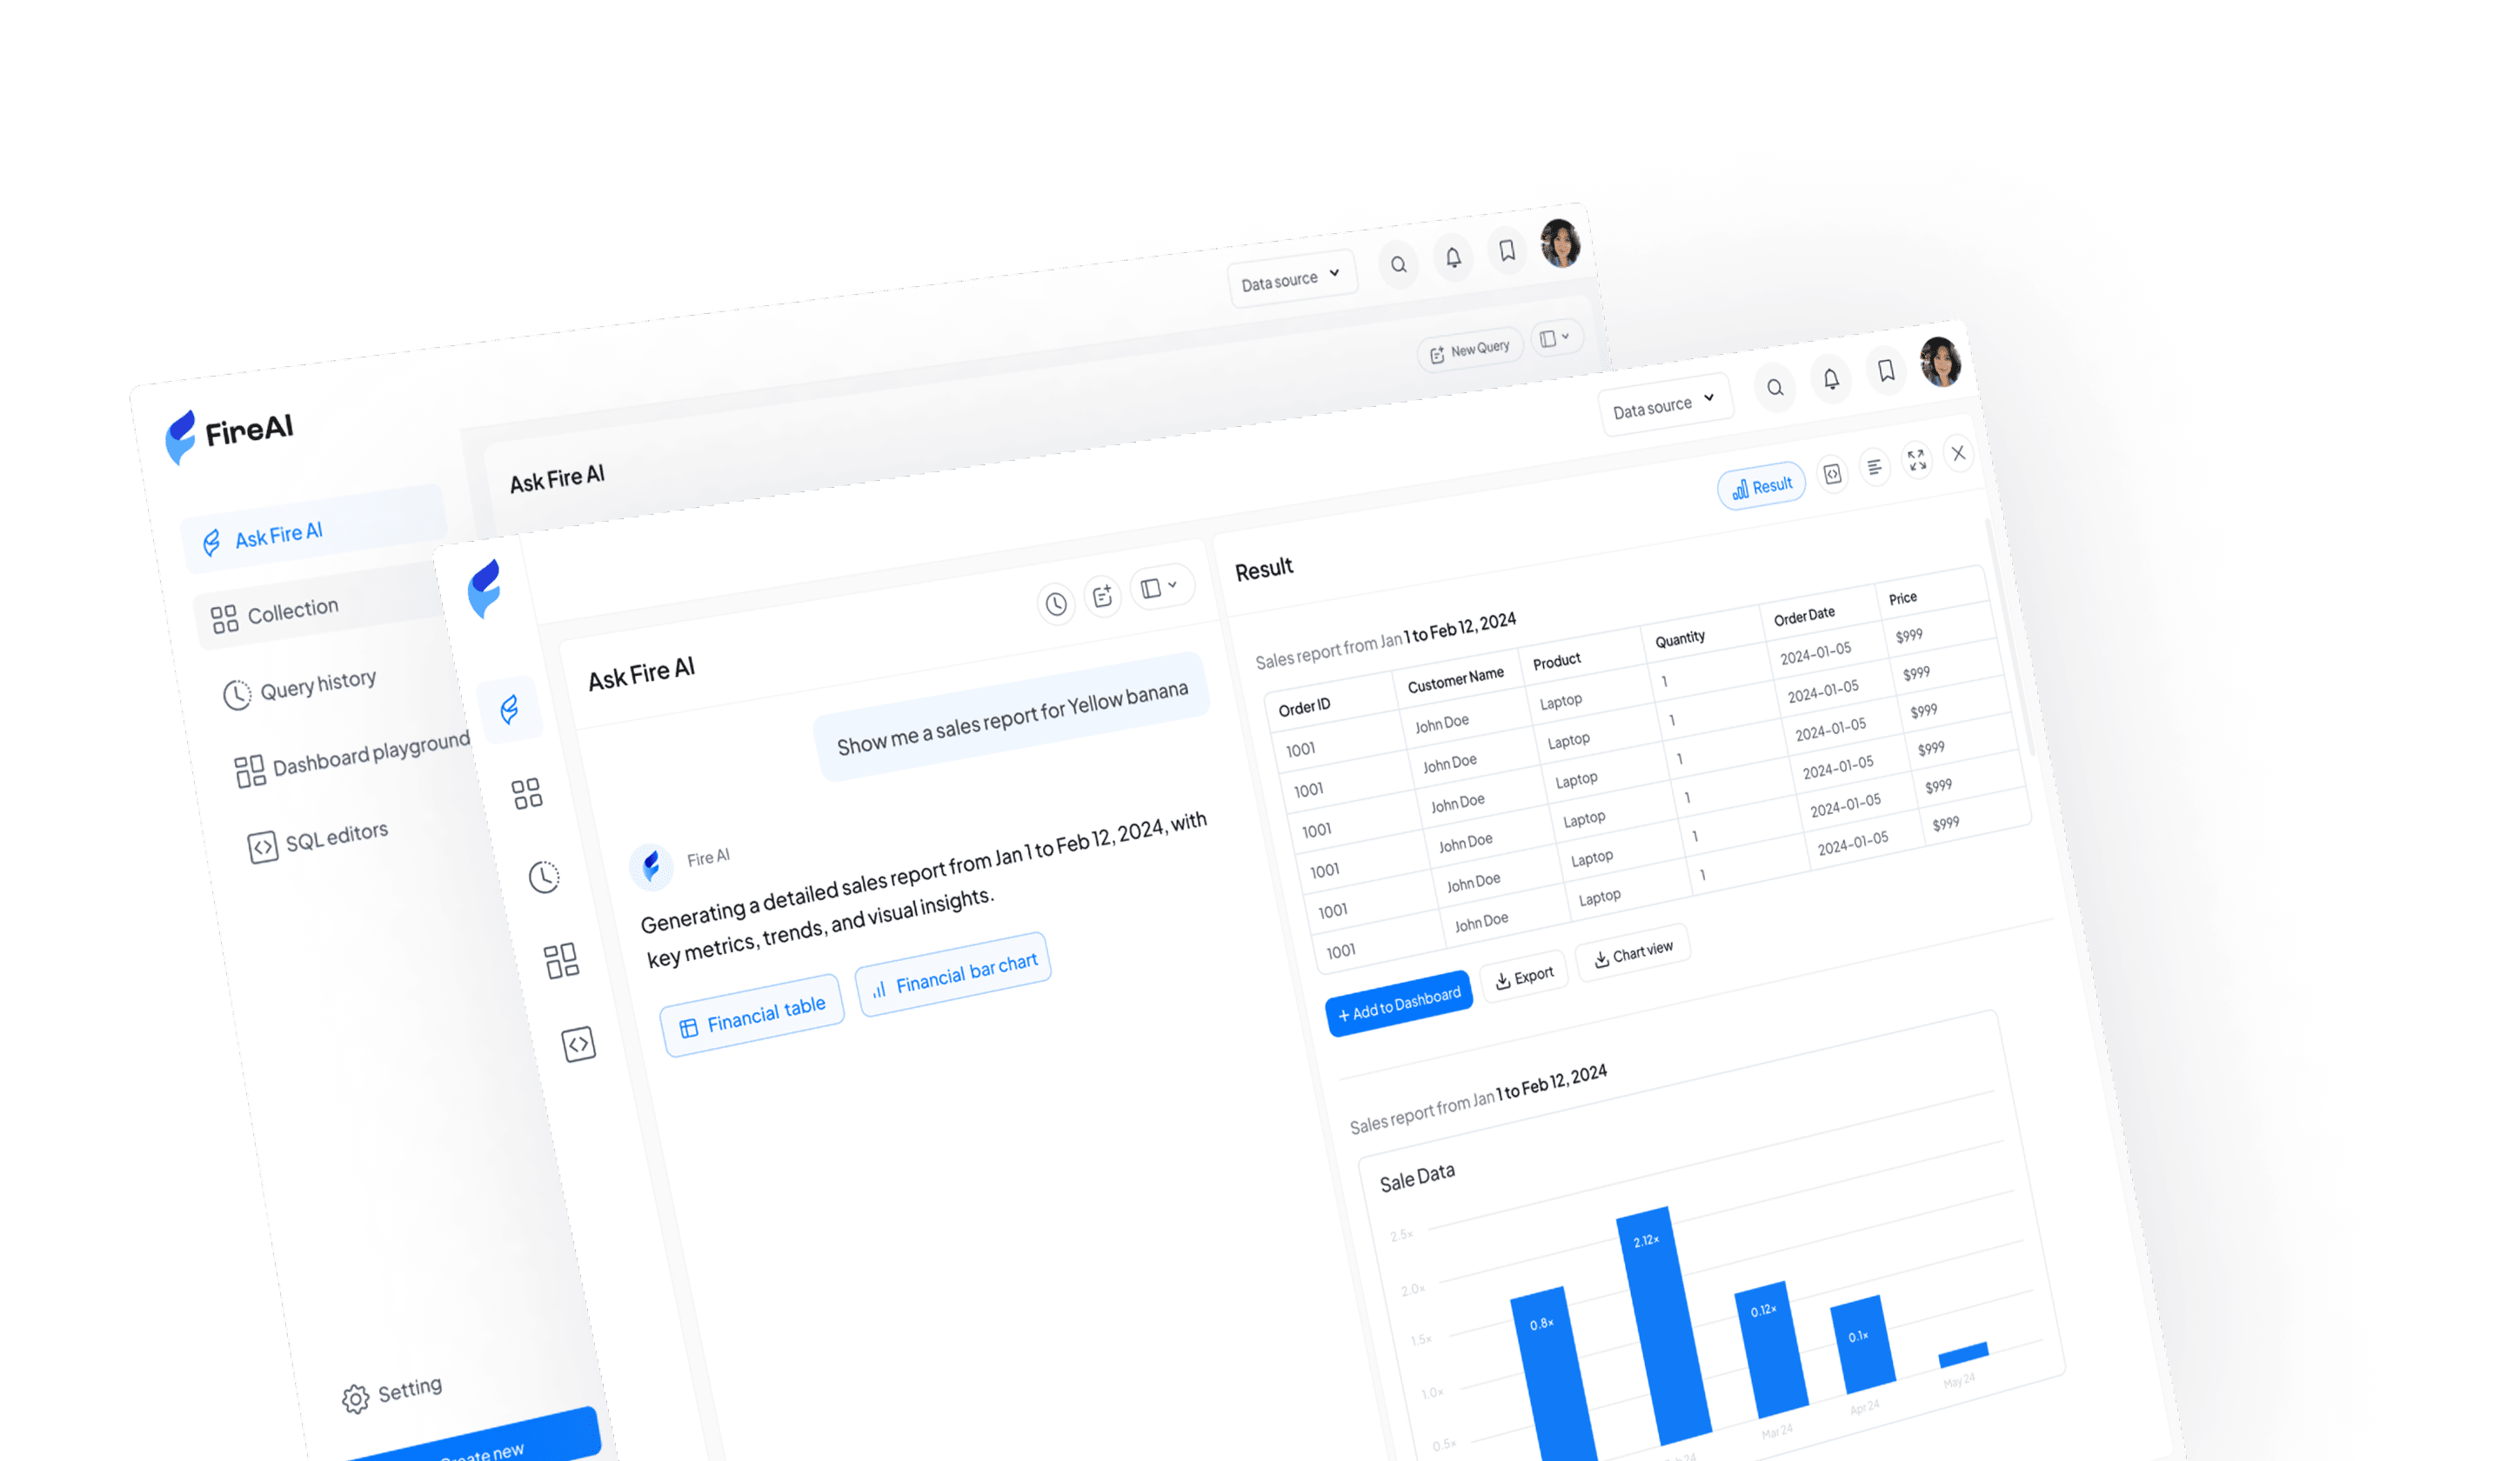 Data source
New Query
FireAI
Ask Fire AI
Ask Fire AI
Collection
Query history
Dashboard playground
SQL editors
Setting
Data source
Result
Ask Fire AI
Show me a sales report for Yellow banana
Fire AI
Generating a detailed sales report from Jan 1 to Feb 12, 2024, with
key metrics, trends, and visual insights.
Financial table
Financial bar chart
Result
Sales report from Jan 1 to Feb 12, 2024
Order ID Customer Name Product Quantity Order Date Price
1001 John Doe Laptop 1 2024-01-05 $999
1001 John Doe Laptop 1 2024-01-05 $999
1001 John Doe Laptop 1 2024-01-05 $999
1001 John Doe Laptop 1 2024-01-05 $999
1001 John Doe Laptop 1 2024-01-05 $999
1001 John Doe Laptop 1 2024-01-05 $999
+ Add to Dashboard
Export
Chart view
Sales report from Jan 1 to Feb 12, 2024
Sale Data
2.5x
2.0x
1.5x
1.0x
0.5x
0.8x
2.12x
0.12x
0.1x
Mar 24
Apr 24
May 24